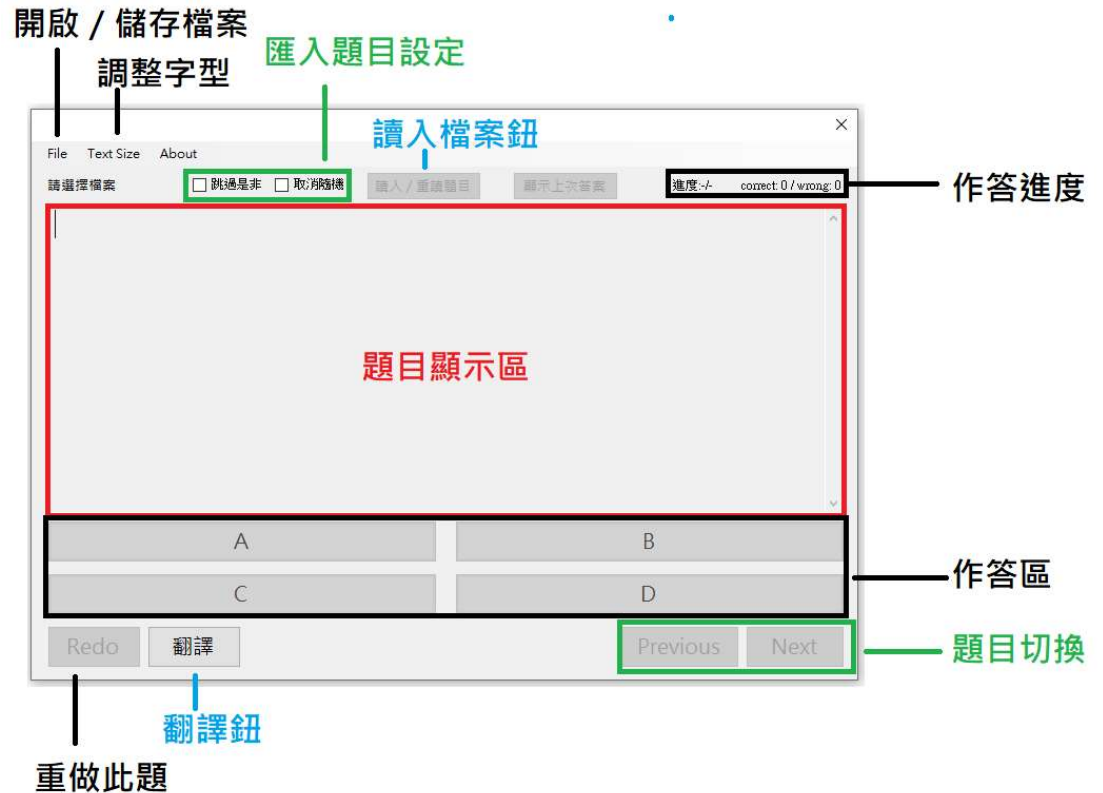 開啟 / 儲存檔案
匯入題目設定
調整字型
讀入檔案鈕
File Text Size About
請選擇檔案 跳過是非 取消隨機 讀入 / 重讀題目 顯示上次答案 進度:-/- correct: 0 / wrong: 0
作答進度
題目顯示區
A B
C D
作答區
Redo 翻譯 Previous Next
題目切換
翻譯鈕
重做此題